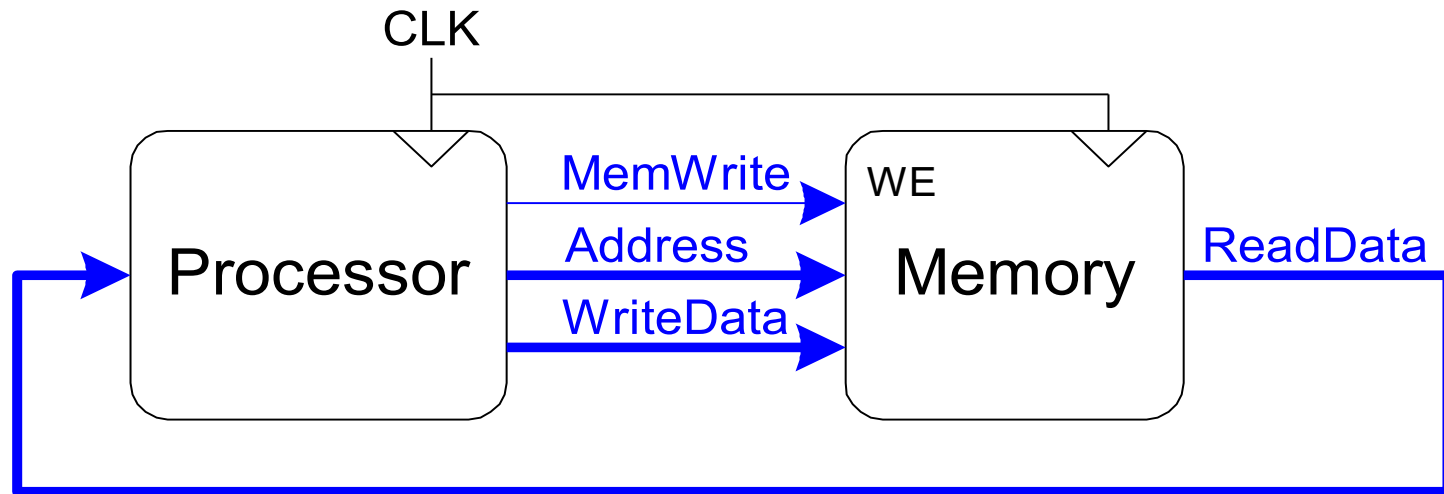 CLK
MemWrite
WE
Address
ReadData
Processor
Memory
WriteData